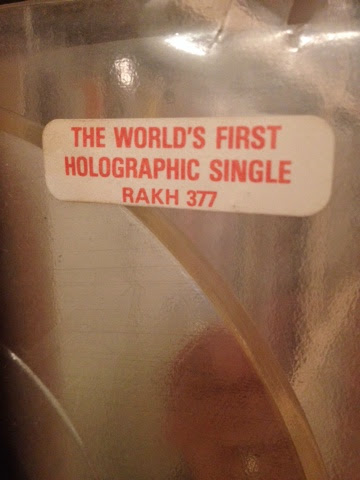 THE WORLD'S FIRST
HOLOGRAPHIC SINGLE
RAKH 377